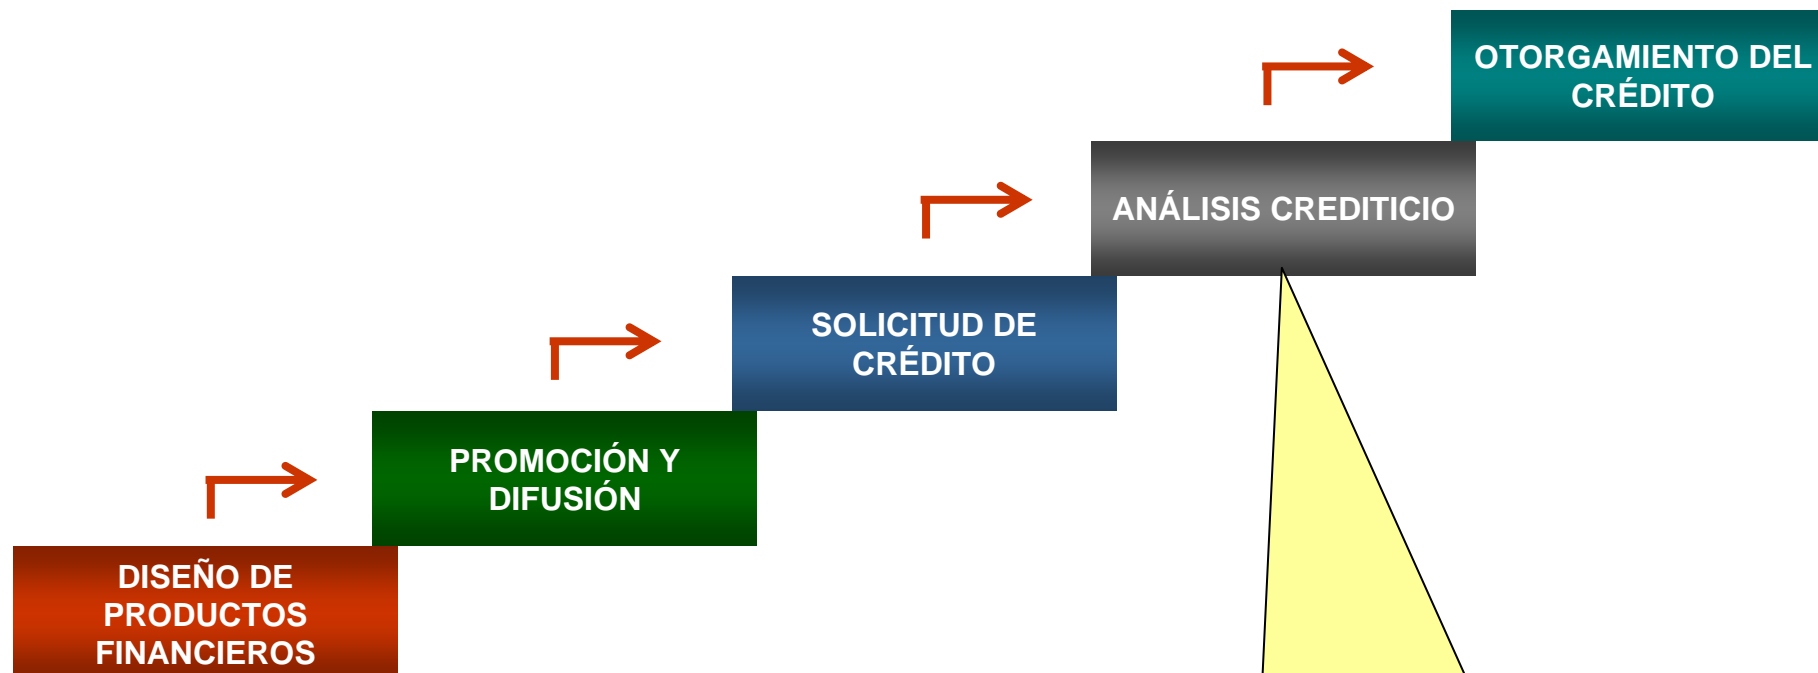 OTORGAMIENTO DEL
CRÉDITO
ANÁLISIS CREDITICIO
SOLICITUD DE
CRÉDITO
PROMOCIÓN Y
DIFUSIÓN
DISEÑO DE
PRODUCTOS
FINANCIEROS